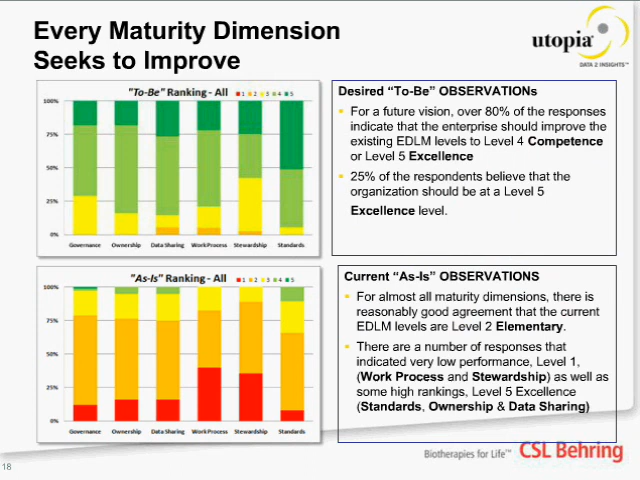 Every Maturity Dimension
Seeks to Improve
utopia
DATA 2 INSIGHTS™
"To-Be" Ranking - All 1 2 3 4 5
100%
75%
50%
25%
0%
Governance Ownership Data Sharing Work Process Stewardship Standards
Desired “To-Be” OBSERVATIONs
For a future vision, over 80% of the responses
indicate that the enterprise should improve the
existing EDLM levels to Level 4 Competence
or Level 5 Excellence
25% of the respondents believe that the
organization should be at a Level 5
Excellence level.
"As-Is" Ranking - All 1 2 3 4 5
100%
75%
50%
25%
0%
Governance Ownership Data Sharing Work Process Stewardship Standards
Current “As-Is” OBSERVATIONS
For almost all maturity dimensions, there is
reasonably good agreement that the current
EDLM levels are Level 2 Elementary.
There are a number of responses that
indicated very low performance, Level 1,
(Work Process and Stewardship) as well as
some high rankings, Level 5 Excellence
(Standards, Ownership & Data Sharing)
18
Biotherapies for Life™ CSL Behring